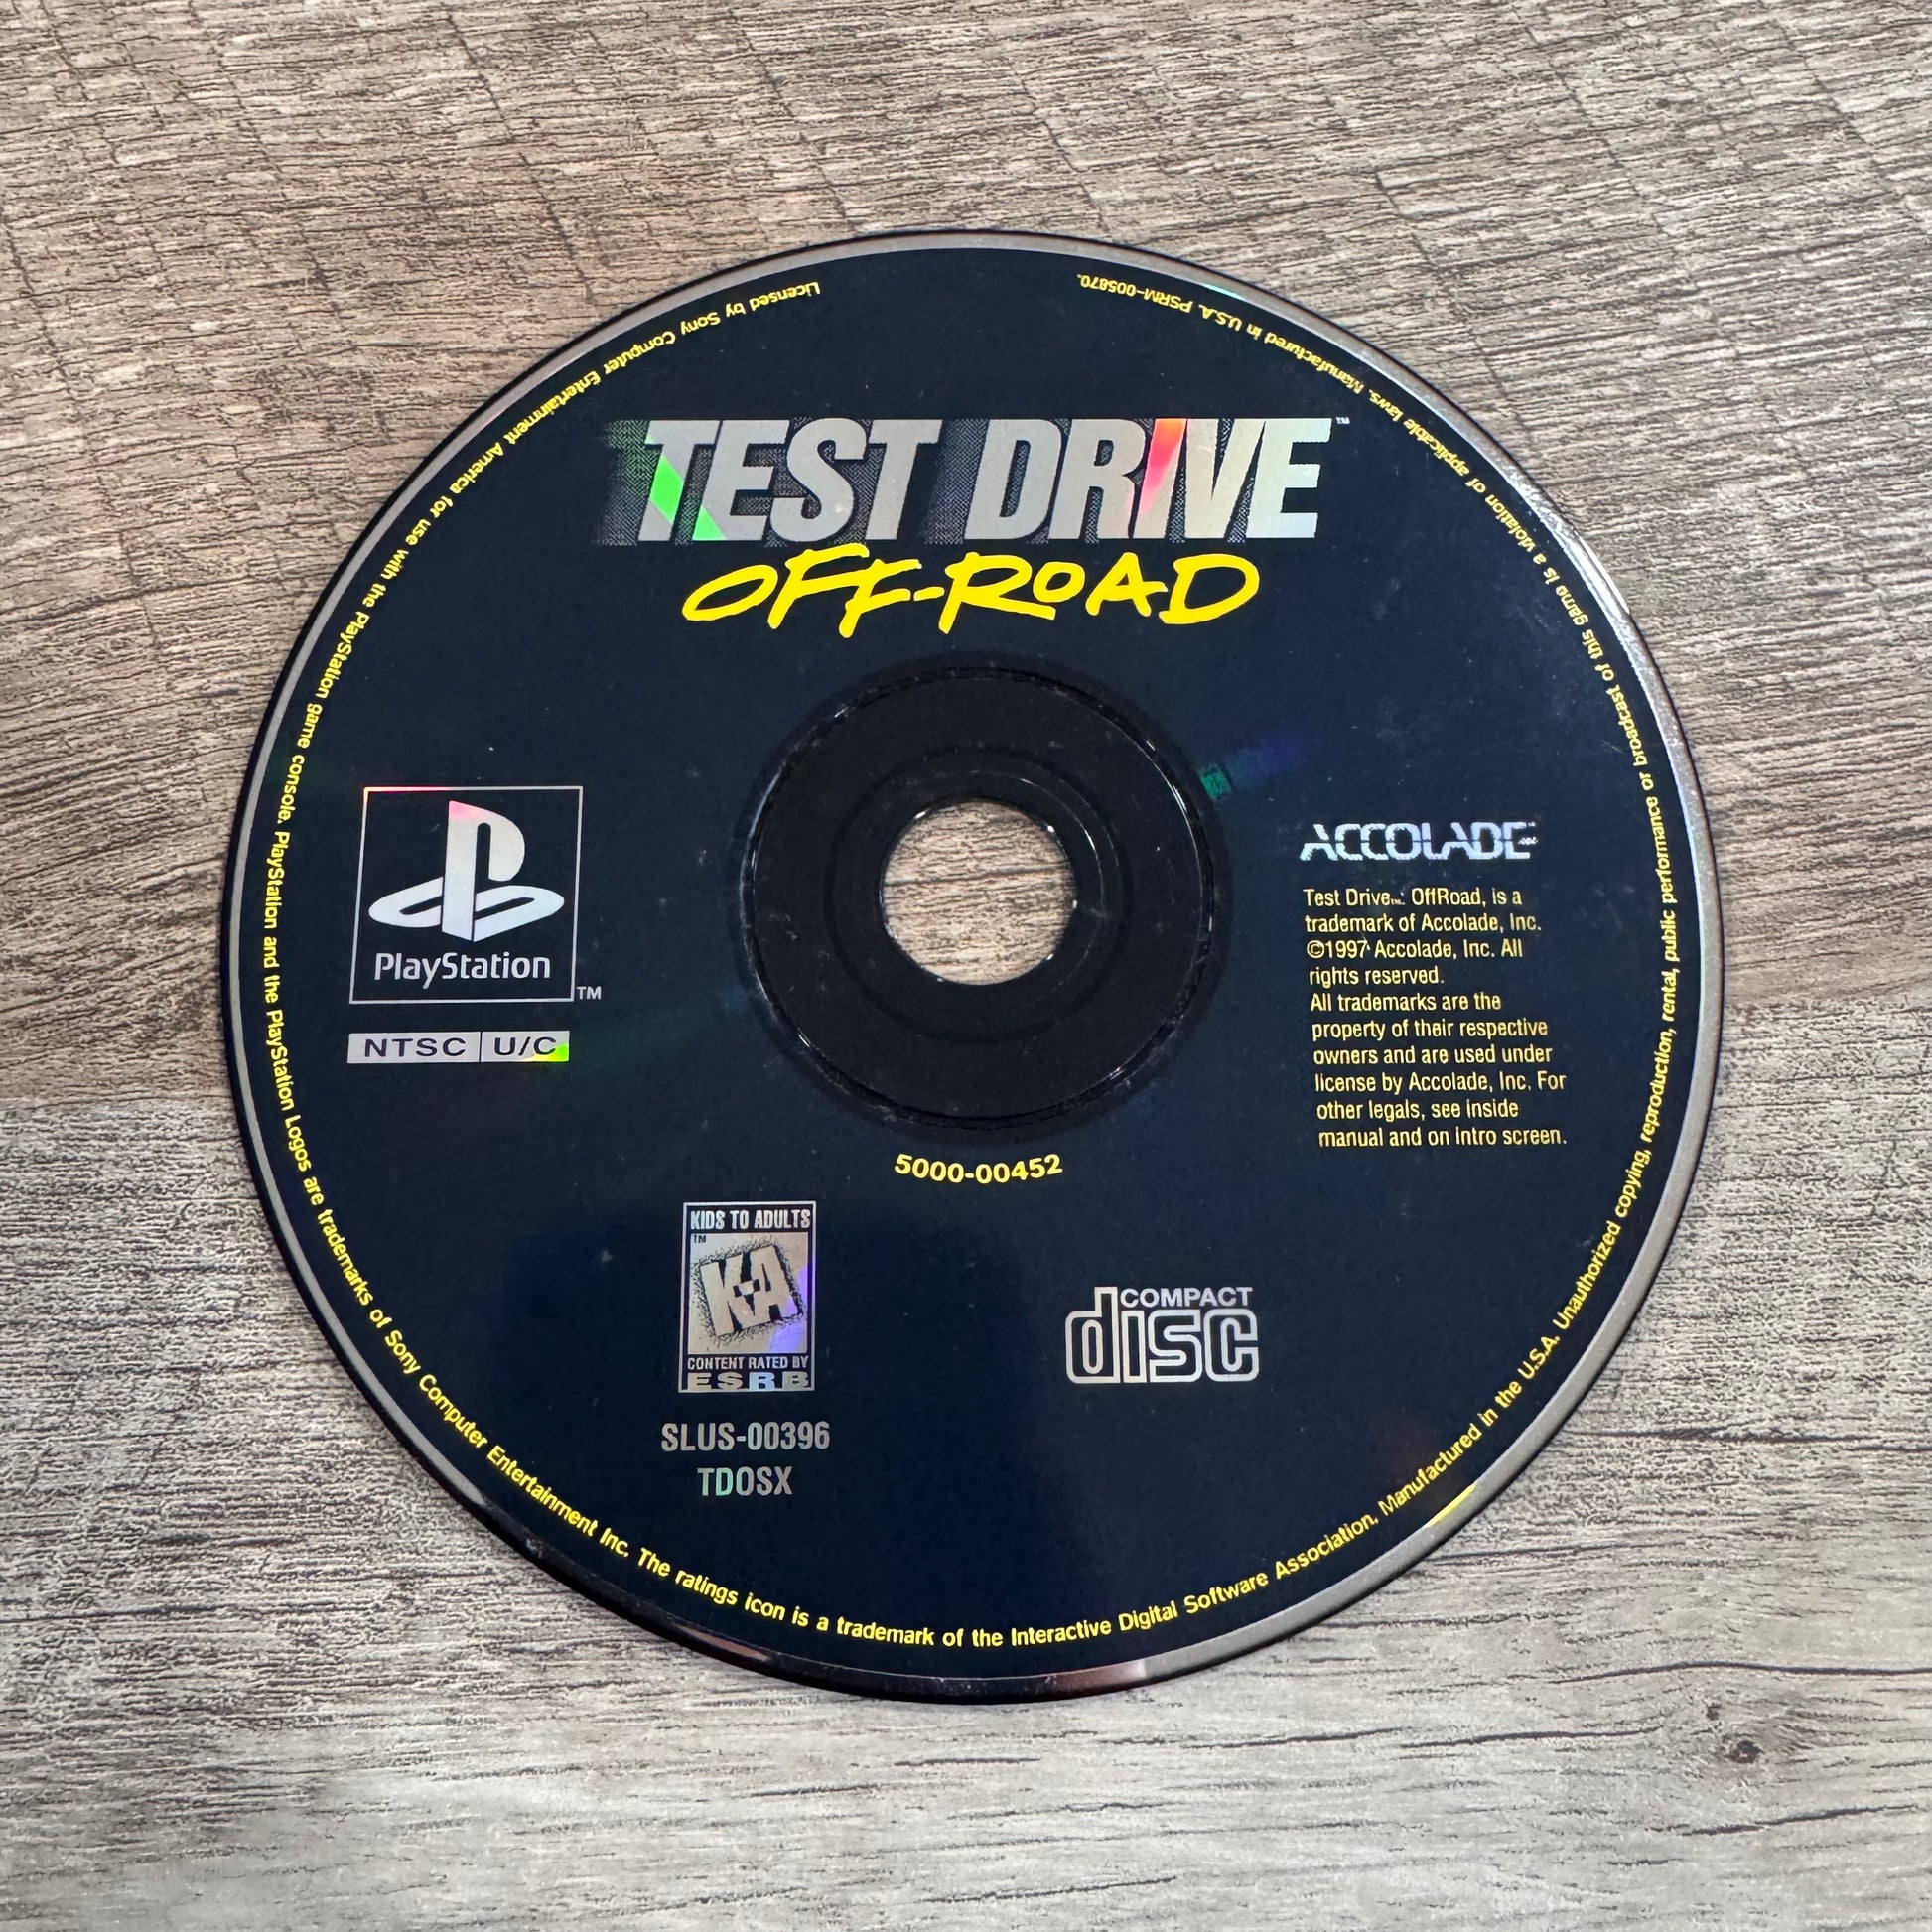 TEST DRIVE™
OFF-ROAD
PlayStation
™
NTSC U/C
ACCOLADE
Test Drive™: OffRoad, is a
trademark of Accolade, Inc.
©1997 Accolade, Inc. All
rights reserved.
All trademarks are the
property of their respective
owners and are used under
license by Accolade, Inc. For
other legals, see inside
manual and on intro screen.
5000-00452
KIDS TO ADULTS
™
K-A
CONTENT RATED BY
ESRB
COMPACT
disc
SLUS-00396
TDOSX
Licensed by Sony Computer Entertainment America for use with the PlayStation game console. PlayStation and the PlayStation Logos are trademarks of Sony Computer Entertainment Inc. The ratings icon is a trademark of the Interactive Digital Software Association. Manufactured in the U.S.A. Unauthorized copying, reproduction, rental, public performance or broadcast of this game is a violation of applicable laws. Manufactured in U.S.A. PSRM-005870.